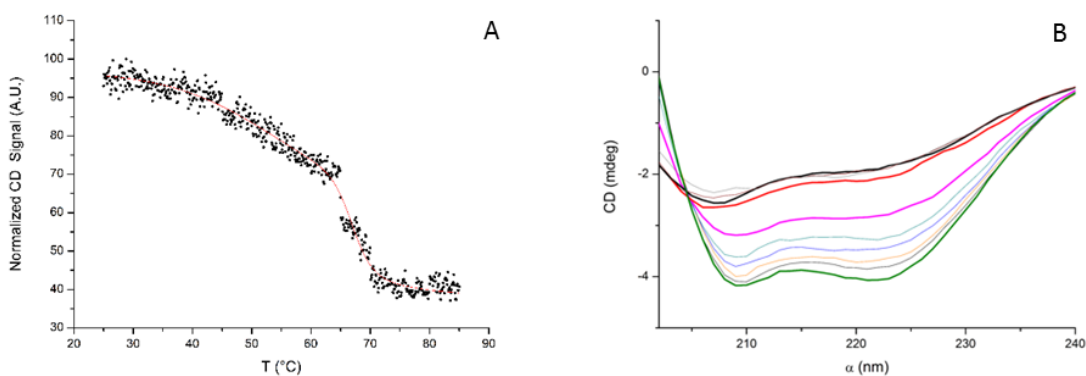 A
Normalized CD Signal (A.U.)
110
100
90
80
70
60
50
40
30
20 30 40 50 60 70 80 90
T (°C)
B
CD (mdeg)
0
-2
-4
210 220 230 240
α (nm)